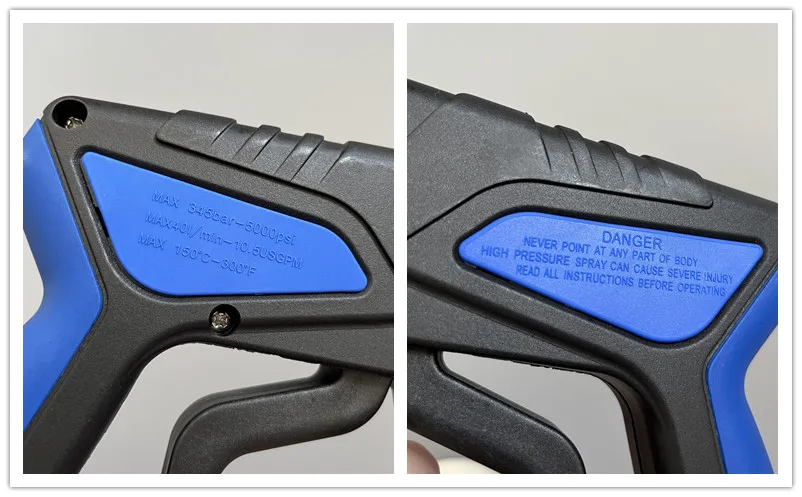 MAX 345bar-5000psi
MAX40l/min-10.5USGPM
MAX 150°C-300°F
DANGER
NEVER POINT AT ANY PART OF BODY
HIGH PRESSURE SPRAY CAN CAUSE SEVERE INJURY
READ ALL INSTRUCTIONS BEFORE OPERATING